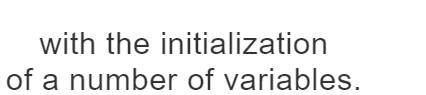 with the initialization
of a number of variables.